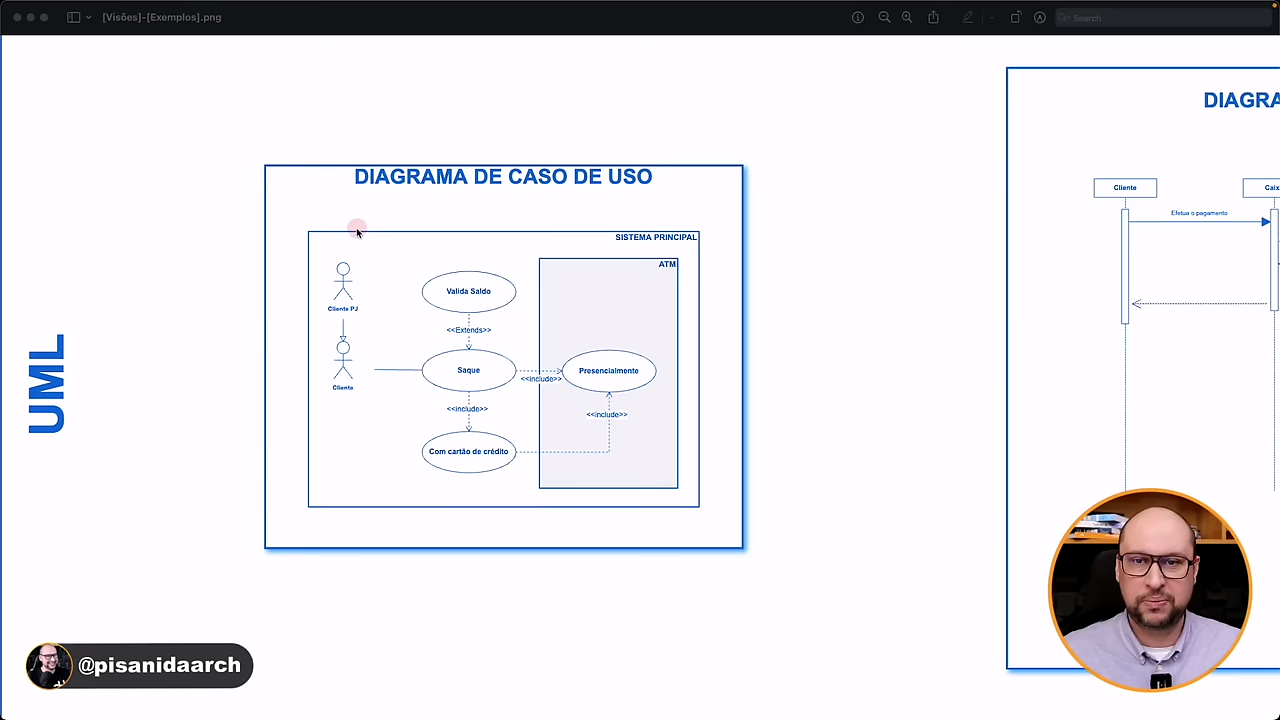 [Visões]-[Exemplos].png
Search
UML
DIAGRAMA DE CASO DE USO
SISTEMA PRINCIPAL
ATM
Cliente PJ
Cliente
Valida Saldo
<<Extends>>
Saque
<<include>>
Presencialmente
<<include>>
<<include>>
Com cartão de crédito
DIAGRA
Cliente
Caix
Efetua o pagamento
@pisanidaarch